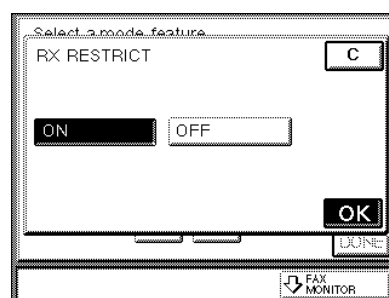 Select a mode feature
RX RESTRICT
C
ON OFF
OK
DONE
FAX
MONITOR